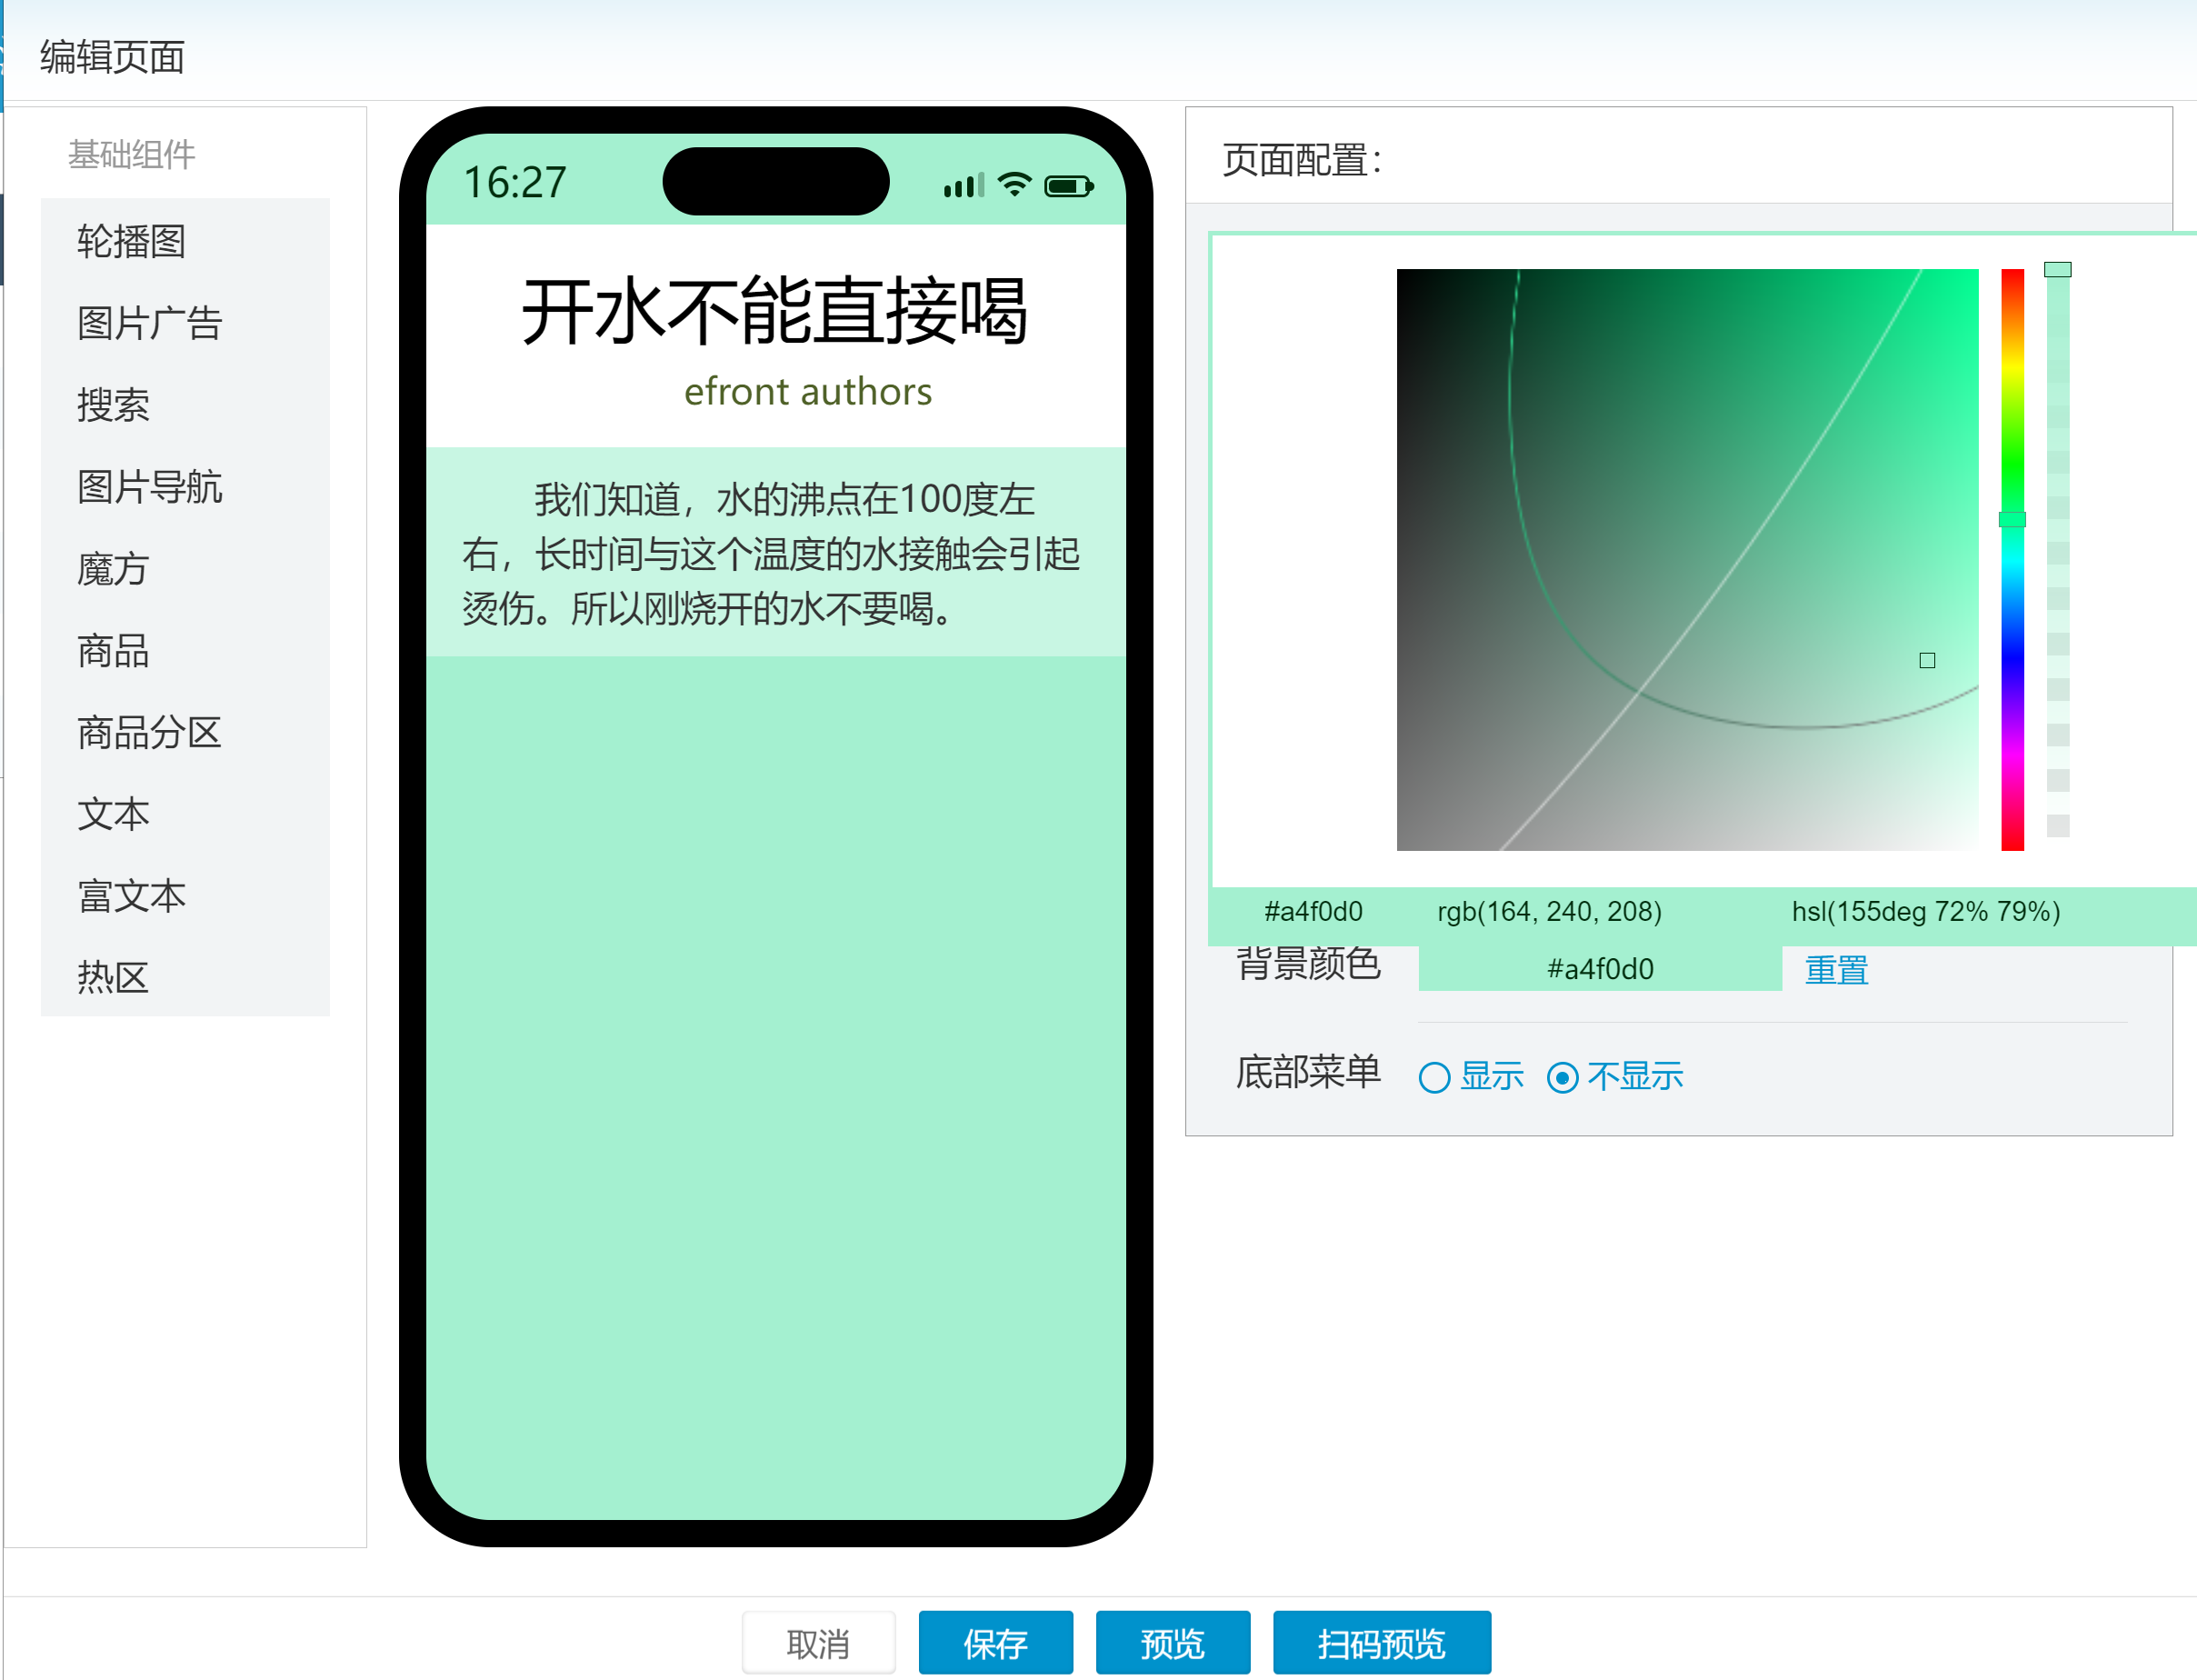 编辑页面
基础组件
轮播图
图片广告
搜索
图片导航
魔方
商品
商品分区
文本
富文本
热区
16:27
开水不能直接喝
efront authors
我们知道，水的沸点在100度左
右，长时间与这个温度的水接触会引起
烫伤。所以刚烧开的水不要喝。
页面配置：
#a4f0d0 rgb(164, 240, 208) hsl(155deg 72% 79%)
背景颜色 #a4f0d0 重置
底部菜单 显示 不显示
取消 保存 预览 扫码预览